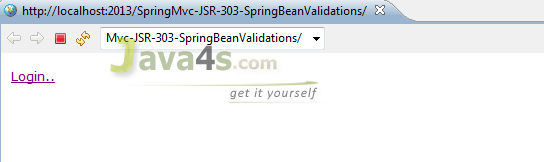 http://localhost:2013/SpringMvc-JSR-303-SpringBeanValidations/
Mvc-JSR-303-SpringBeanValidations/
Java4s.com
Login..
get it yourself